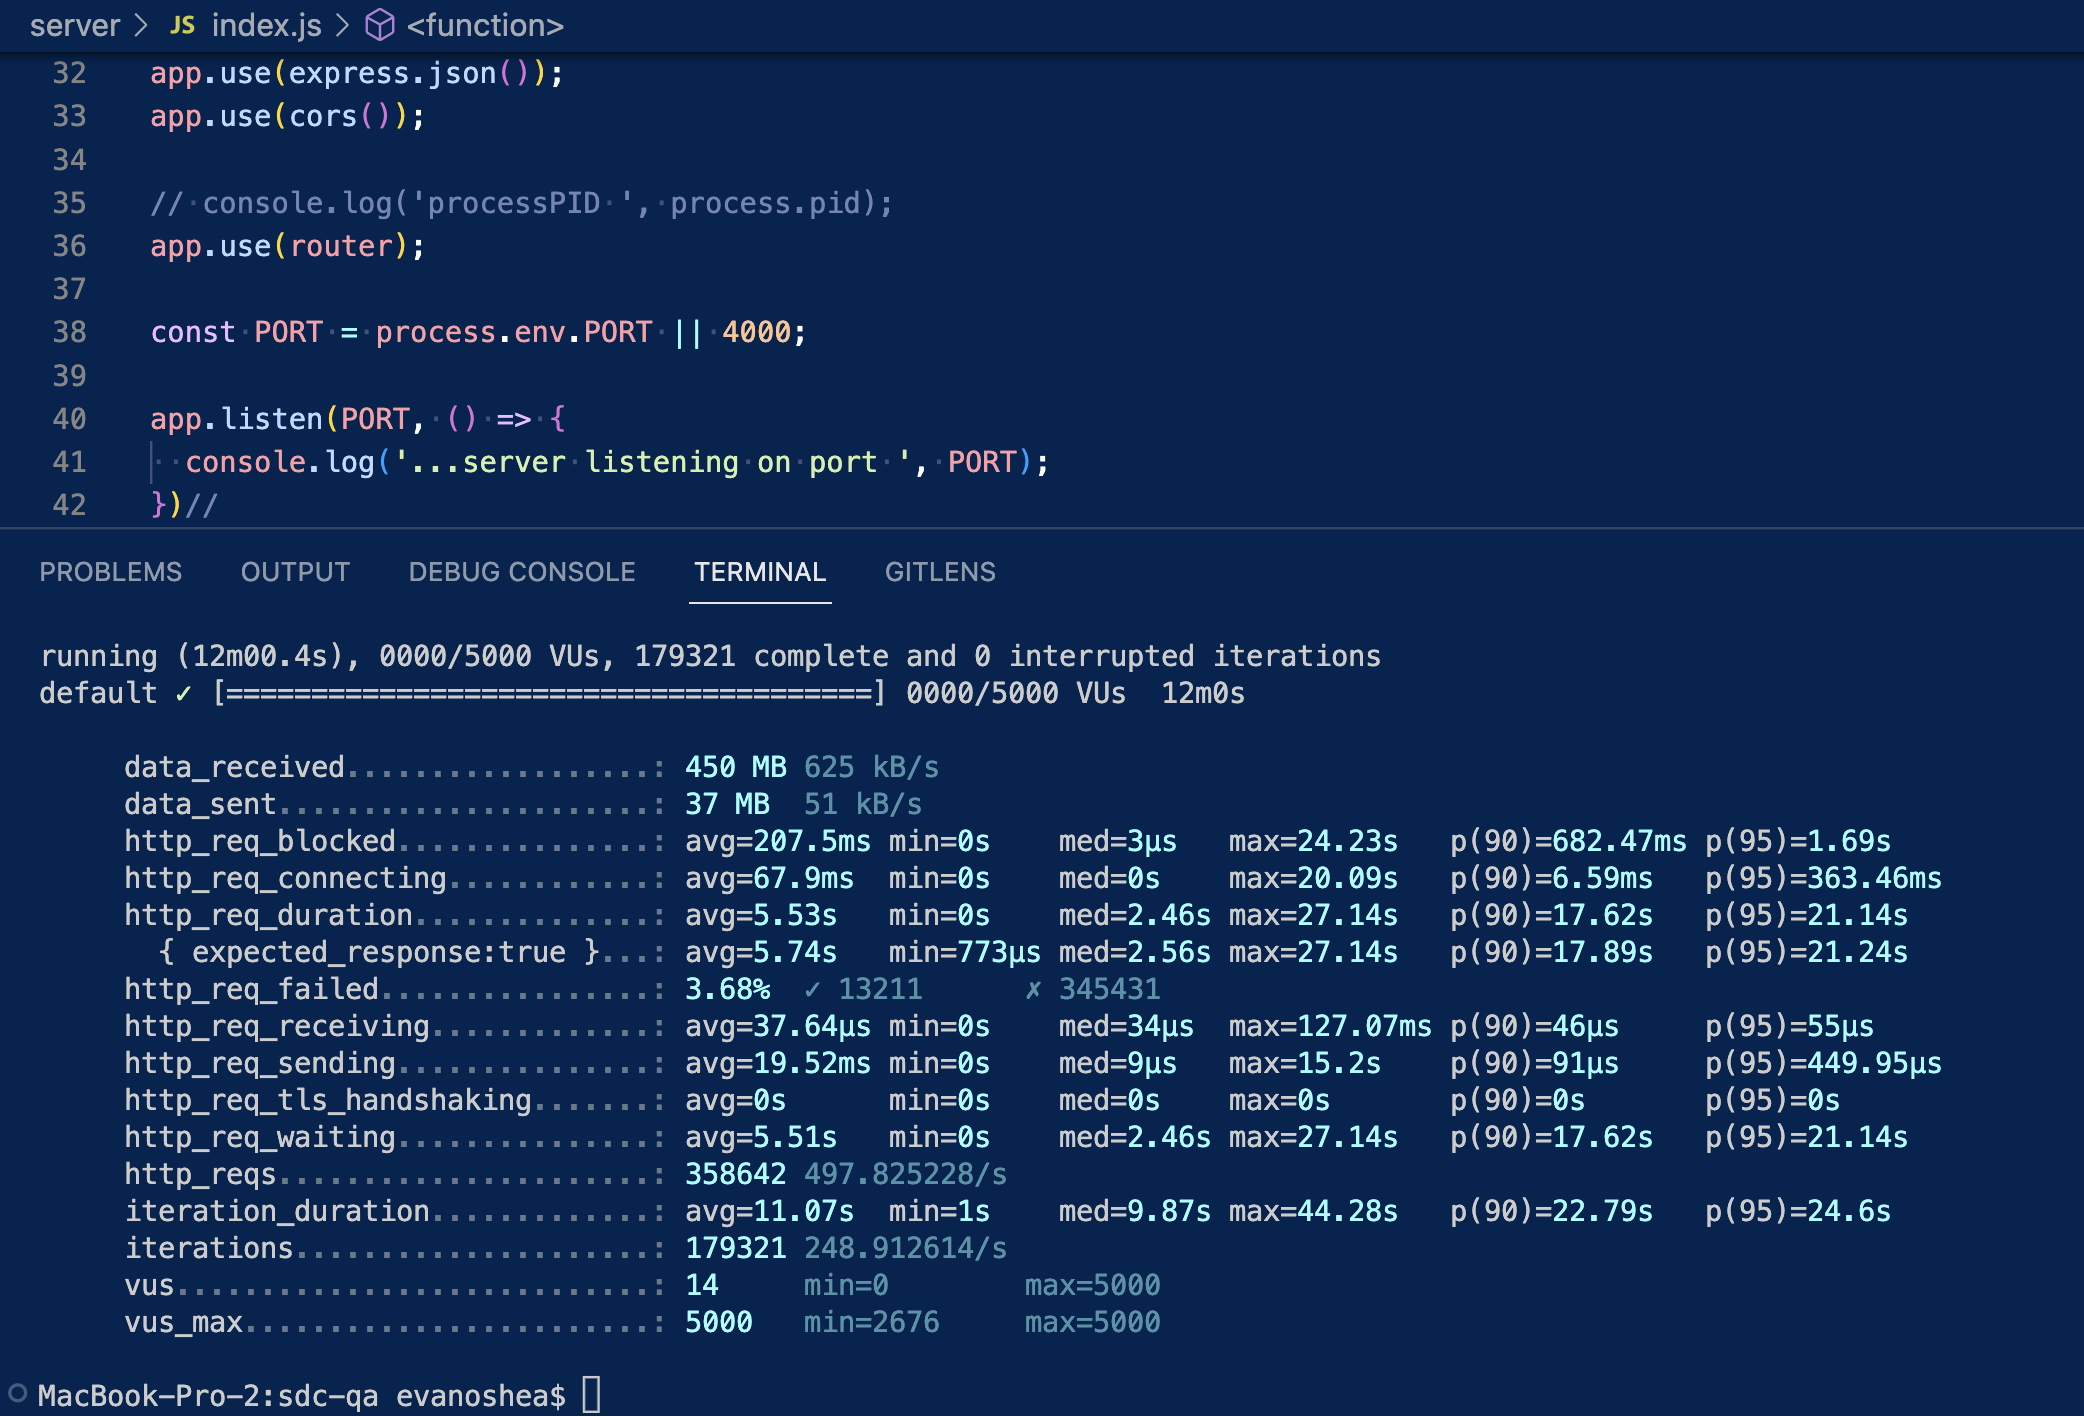 server > JS index.js > <function>
32 app.use(express.json());
33 app.use(cors());
34
35 // console.log('processPID ', process.pid);
36 app.use(router);
37
38 const PORT = process.env.PORT || 4000;
39
40 app.listen(PORT, () => {
41   console.log('...server listening on port ', PORT);
42 })//
PROBLEMS OUTPUT DEBUG CONSOLE TERMINAL GITLENS
running (12m00.4s), 0000/5000 VUs, 179321 complete and 0 interrupted iterations
default ✓ [======================================] 0000/5000 VUs  12m0s
data_received..................: 450 MB 625 kB/s
data_sent......................: 37 MB  51 kB/s
http_req_blocked...............: avg=207.5ms min=0s    med=3µs   max=24.23s   p(90)=682.47ms p(95)=1.69s
http_req_connecting............: avg=67.9ms  min=0s    med=0s    max=20.09s   p(90)=6.59ms   p(95)=363.46ms
http_req_duration..............: avg=5.53s   min=0s    med=2.46s max=27.14s   p(90)=17.62s   p(95)=21.14s
{ expected_response:true }...: avg=5.74s   min=773µs med=2.56s max=27.14s   p(90)=17.89s   p(95)=21.24s
http_req_failed................: 3.68%  ✓ 13211      ✗ 345431
http_req_receiving.............: avg=37.64µs min=0s    med=34µs  max=127.07ms p(90)=46µs     p(95)=55µs
http_req_sending...............: avg=19.52ms min=0s    med=9µs   max=15.2s    p(90)=91µs     p(95)=449.95µs
http_req_tls_handshaking.......: avg=0s      min=0s    med=0s    max=0s       p(90)=0s       p(95)=0s
http_req_waiting...............: avg=5.51s   min=0s    med=2.46s max=27.14s   p(90)=17.62s   p(95)=21.14s
http_reqs......................: 358642 497.825228/s
iteration_duration.............: avg=11.07s  min=1s    med=9.87s max=44.28s   p(90)=22.79s   p(95)=24.6s
iterations.....................: 179321 248.912614/s
vus............................: 14     min=0        max=5000
vus_max........................: 5000   min=2676     max=5000
MacBook-Pro-2:sdc-qa evanoshea$